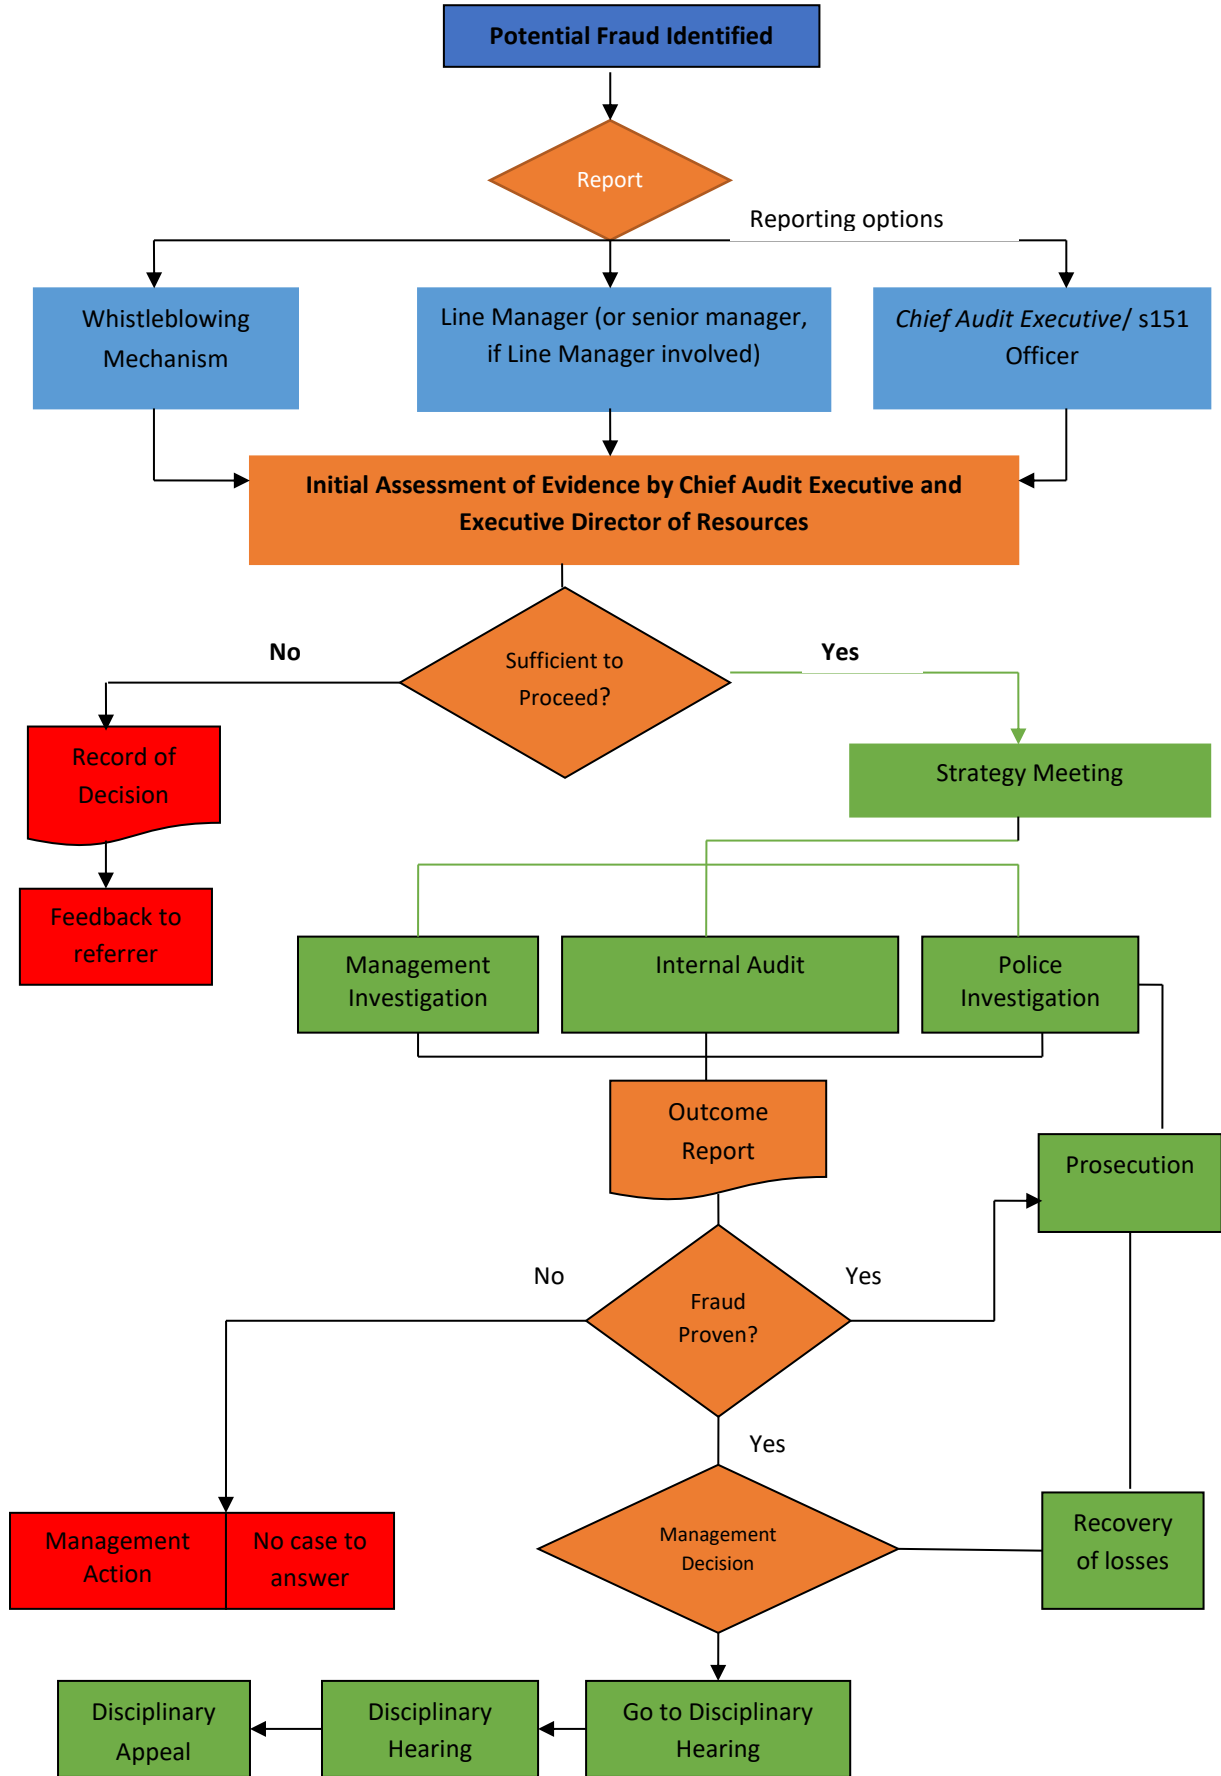 Potential Fraud Identified
Report
Reporting options
Whistleblowing
Mechanism
Line Manager (or senior manager,
if Line Manager involved)
Chief Audit Executive/ s151
Officer
Initial Assessment of Evidence by Chief Audit Executive and
Executive Director of Resources
No
Sufficient to
Proceed?
Yes
Record of
Decision
Strategy Meeting
Feedback to
referrer
Management
Investigation
Internal Audit
Police
Investigation
Outcome
Report
Prosecution
No
Fraud
Proven?
Yes
Yes
Management
Action
No case to
answer
Management
Decision
Recovery
of losses
Disciplinary
Appeal
Disciplinary
Hearing
Go to Disciplinary
Hearing